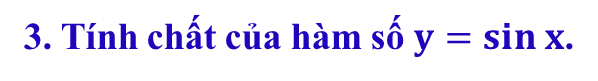 3. Tính chất của hàm số y = sin x.